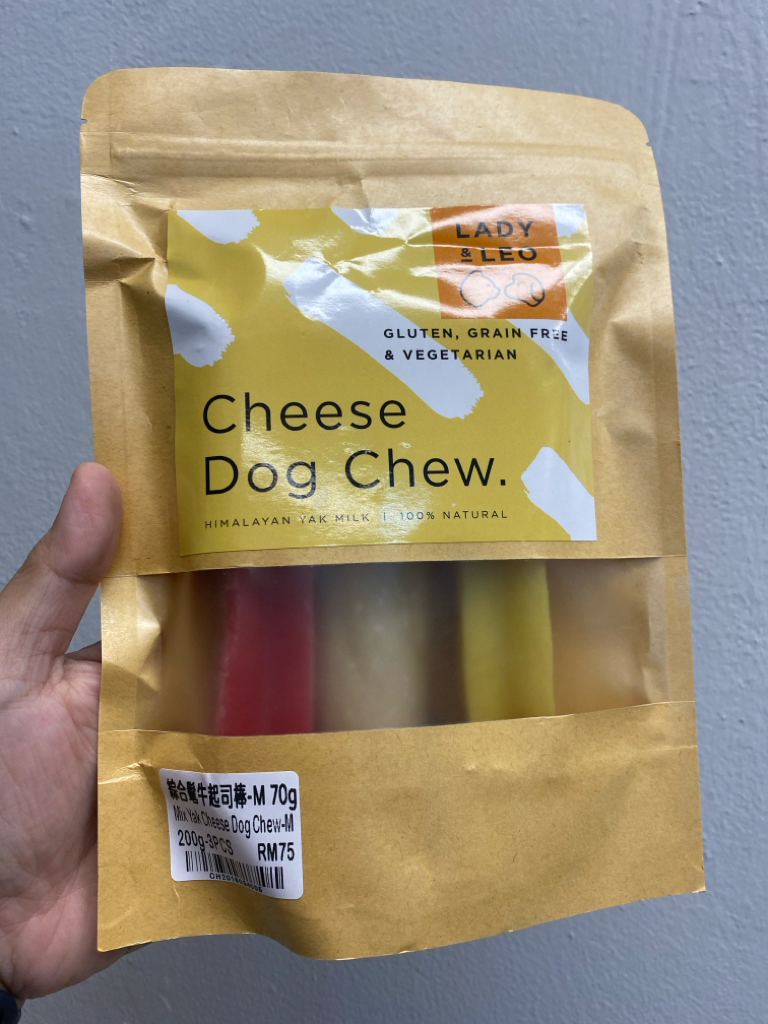 LADY
& LEO
GLUTEN, GRAIN FREE
& VEGETARIAN
Cheese
Dog Chew.
HIMALAYAN YAK MILK | 100% NATURAL
綜合氂牛起司棒-M 70g
Mix Yak Cheese Dog Chew-M
200g-3PCS RM75